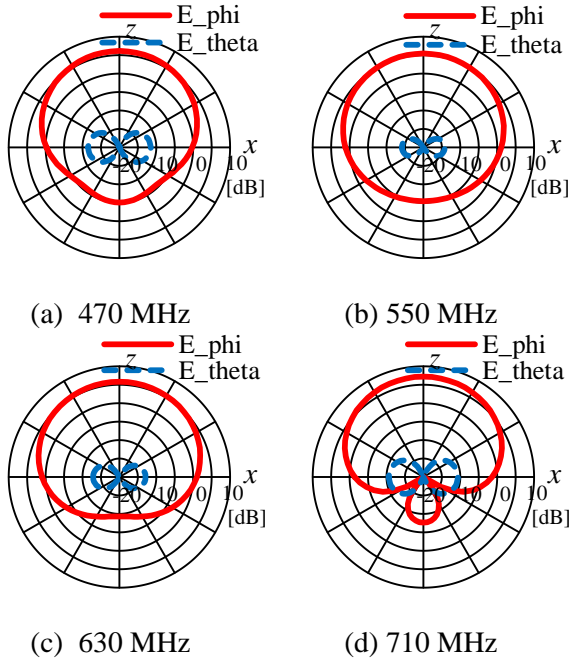 E_phi
z E_theta
x
-20 -10 0 10
[dB]
(a) 470 MHz
E_phi
z E_theta
x
-20 -10 0 10
[dB]
(b) 550 MHz
E_phi
z E_theta
x
-20 -10 0 10
[dB]
(c) 630 MHz
E_phi
z E_theta
x
-20 -10 0 10
[dB]
(d) 710 MHz